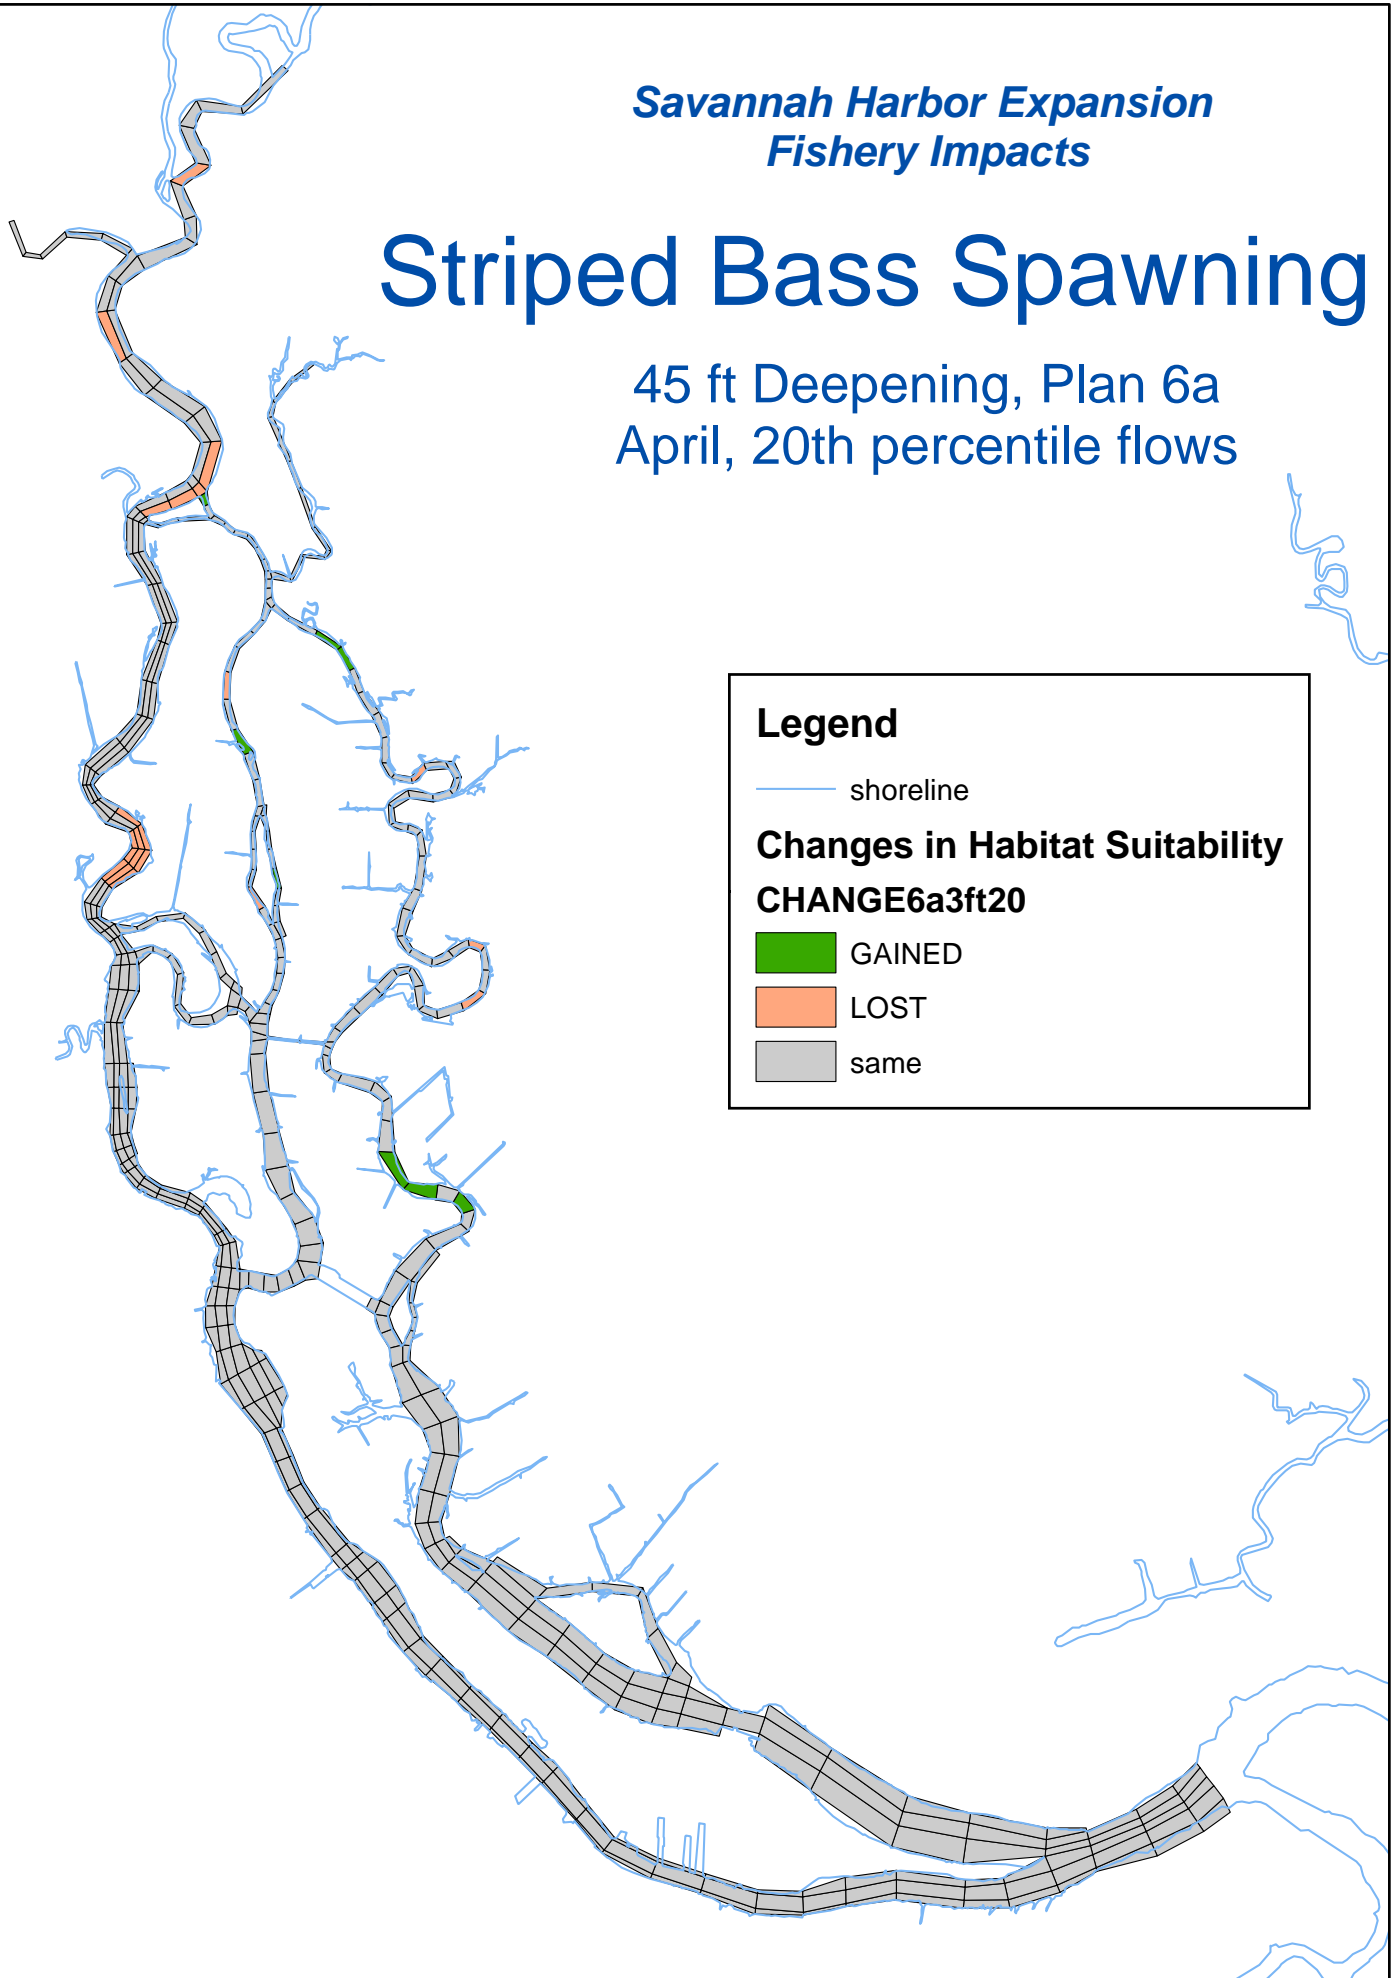 Savannah Harbor Expansion
Fishery Impacts
Striped Bass Spawning
45 ft Deepening, Plan 6a
April, 20th percentile flows
Legend
shoreline
Changes in Habitat Suitability
CHANGE6a3ft20
GAINED
LOST
same